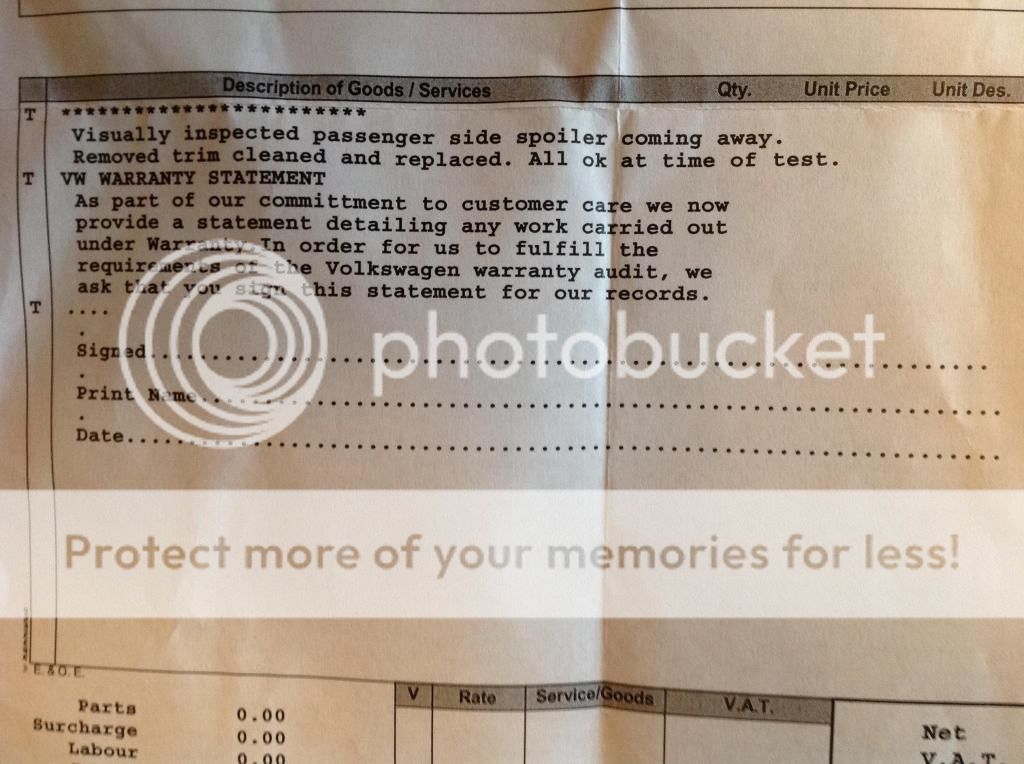 Description of Goods / Services Qty. Unit Price Unit Des.
T ***********************
Visually inspected passenger side spoiler coming away.
Removed trim cleaned and replaced. All ok at time of test.
T VW WARRANTY STATEMENT
As part of our committment to customer care we now
provide a statement detailing any work carried out
under Warranty.In order for us to fulfill the
requirements of the Volkswagen warranty audit, we
ask that you sign this statement for our records.
T ....
.
Signed.......................................................
.
Print Name..................................................
.
Date.........................................................
photobucket
Protect more of your memories for less!
E.&O.E.
V Rate Service/Goods V.A.T.
Parts 0.00
Surcharge 0.00
Labour 0.00
Net
V.A.T.